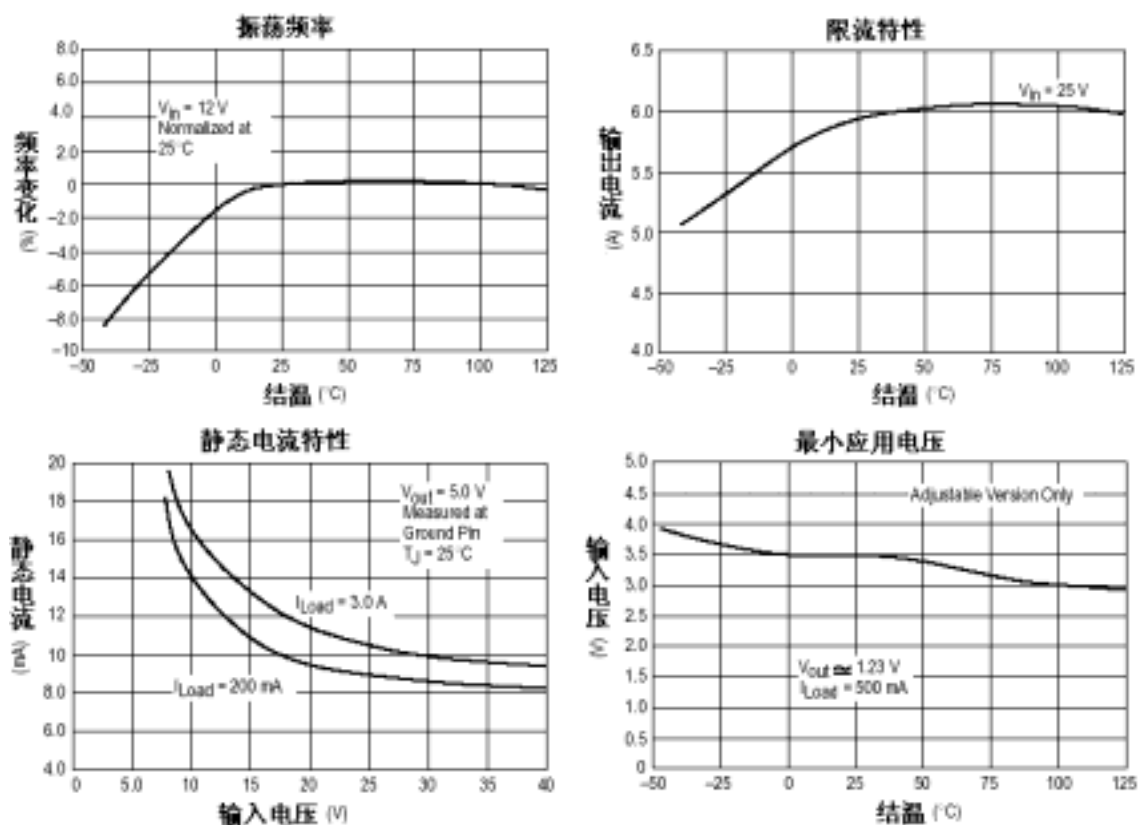 振荡频率
8.0
6.0
4.0
2.0
0
–2.0
–4.0
–6.0
–8.0
–10
频率变化
(%)
Vin = 12 V
Normalized at
25°C
–50 –25 0 25 50 75 100 125
结温 (°C)
限流特性
6.5
6.0
5.5
5.0
4.5
4.0
输出电流
(A)
Vin = 25 V
–50 –25 0 25 50 75 100 125
结温 (°C)
静态电流特性
20
18
16
14
12
10
8.0
6.0
4.0
静态电流
(mA)
Vout = 5.0 V
Measured at
Ground Pin
TJ = 25°C
ILoad = 3.0 A
ILoad = 200 mA
0 5.0 10 15 20 25 30 35 40
输入电压 (V)
最小应用电压
5.0
4.5
4.0
3.5
3.0
2.5
2.0
1.5
1.0
0.5
0
输入电压
(V)
Adjustable Version Only
Vout ≃ 1.23 V
ILoad = 500 mA
–50 –25 0 25 50 75 100 125
结温 (°C)